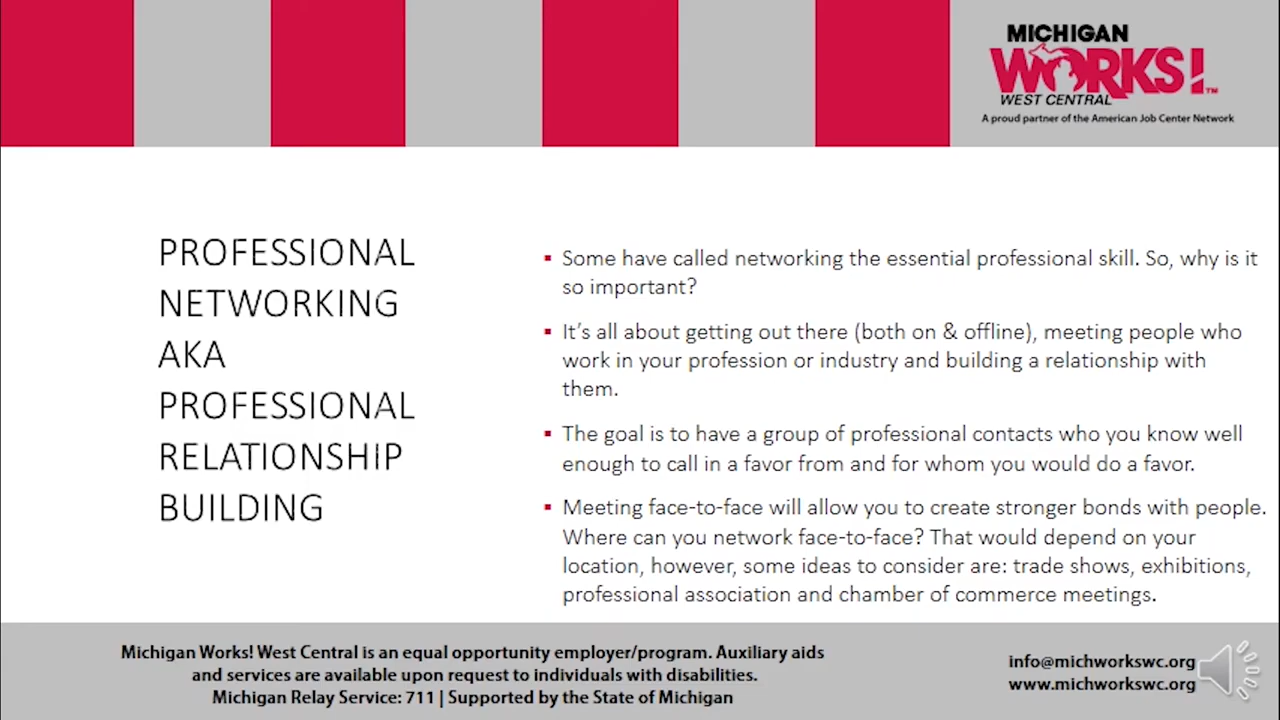 MICHIGAN
WORKS!™
WEST CENTRAL
A proud partner of the American Job Center Network
PROFESSIONAL
NETWORKING
AKA
PROFESSIONAL
RELATIONSHIP
BUILDING
▪ Some have called networking the essential professional skill. So, why is it
so important?
▪ It’s all about getting out there (both on & offline), meeting people who
work in your profession or industry and building a relationship with
them.
▪ The goal is to have a group of professional contacts who you know well
enough to call in a favor from and for whom you would do a favor.
▪ Meeting face-to-face will allow you to create stronger bonds with people.
Where can you network face-to-face? That would depend on your
location, however, some ideas to consider are: trade shows, exhibitions,
professional association and chamber of commerce meetings.
Michigan Works! West Central is an equal opportunity employer/program. Auxiliary aids
and services are available upon request to individuals with disabilities.
Michigan Relay Service: 711 | Supported by the State of Michigan
info@michworkswc.org
www.michworkswc.org